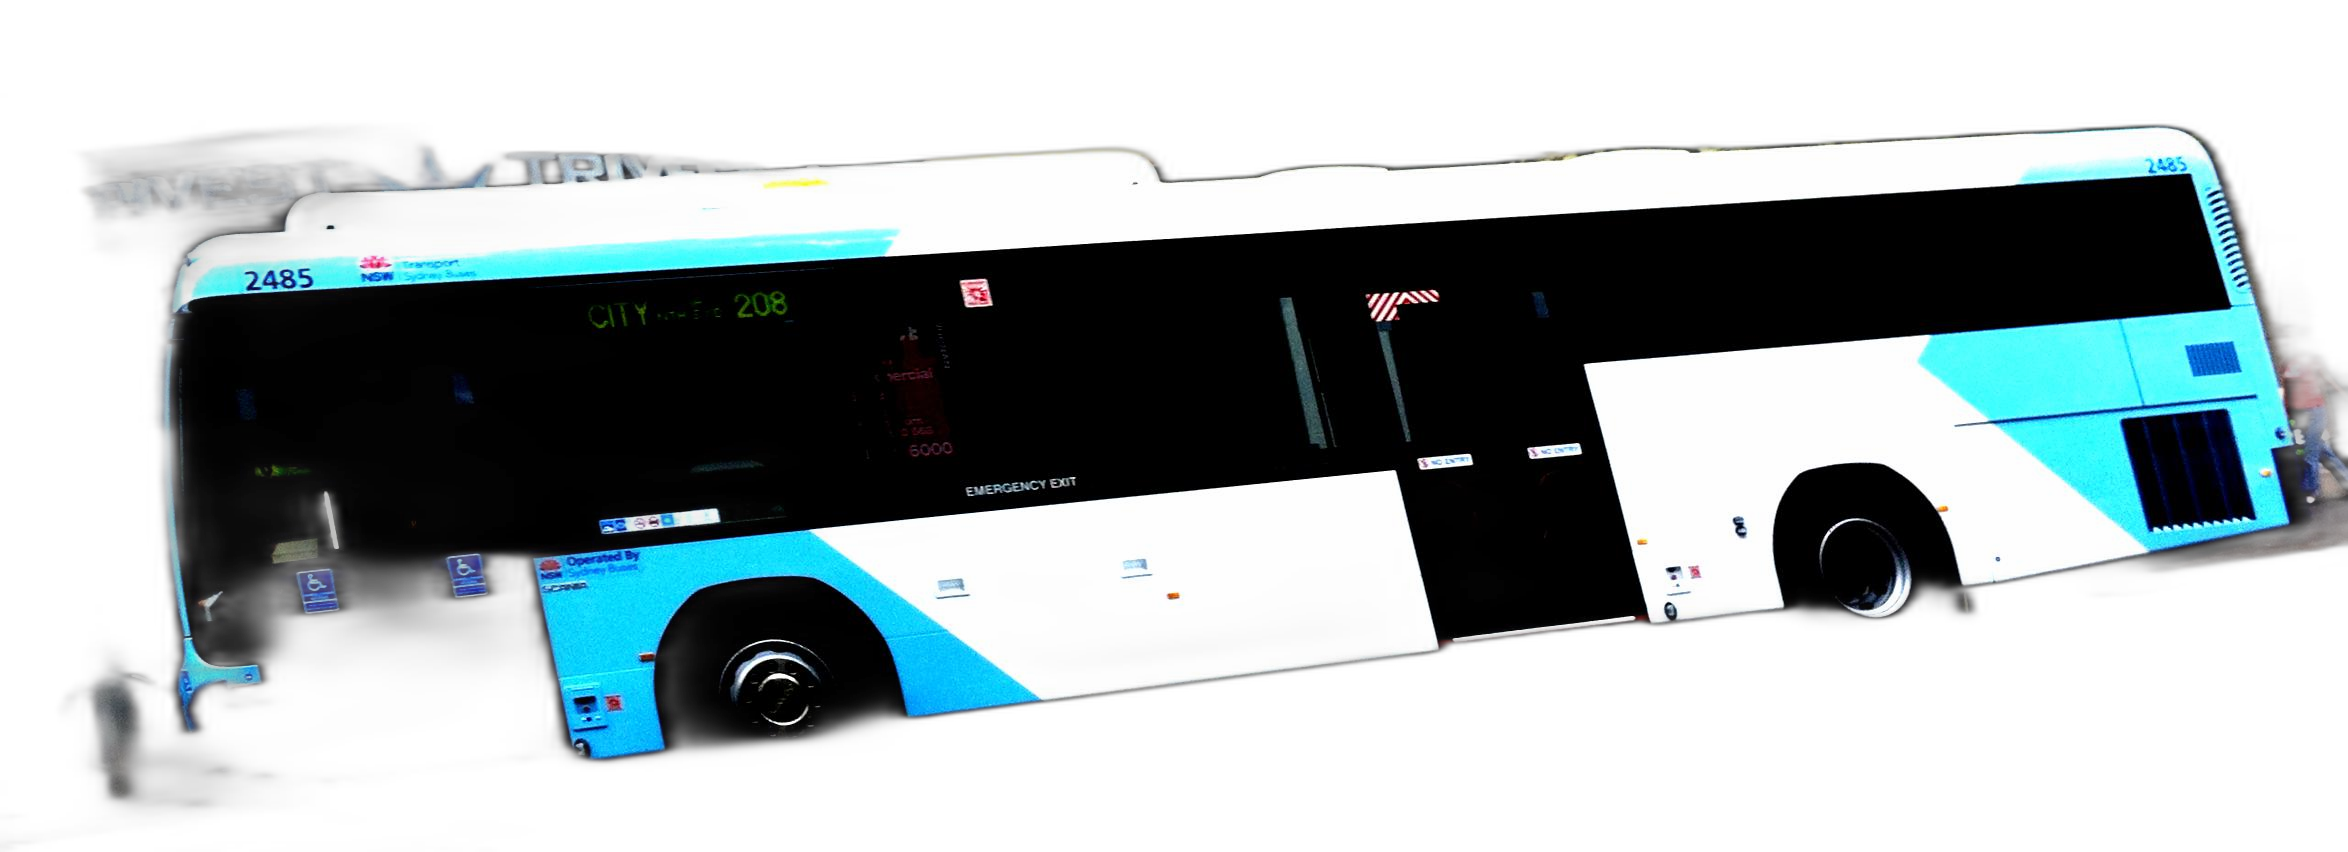 2485
2485
NSW
Transport
Sydney Buses
CITY
208
ercial
6000
EMERGENCY EXIT
NO ENTRY
NO ENTRY
NSW
Operated By
Sydney Buses
SCANIA